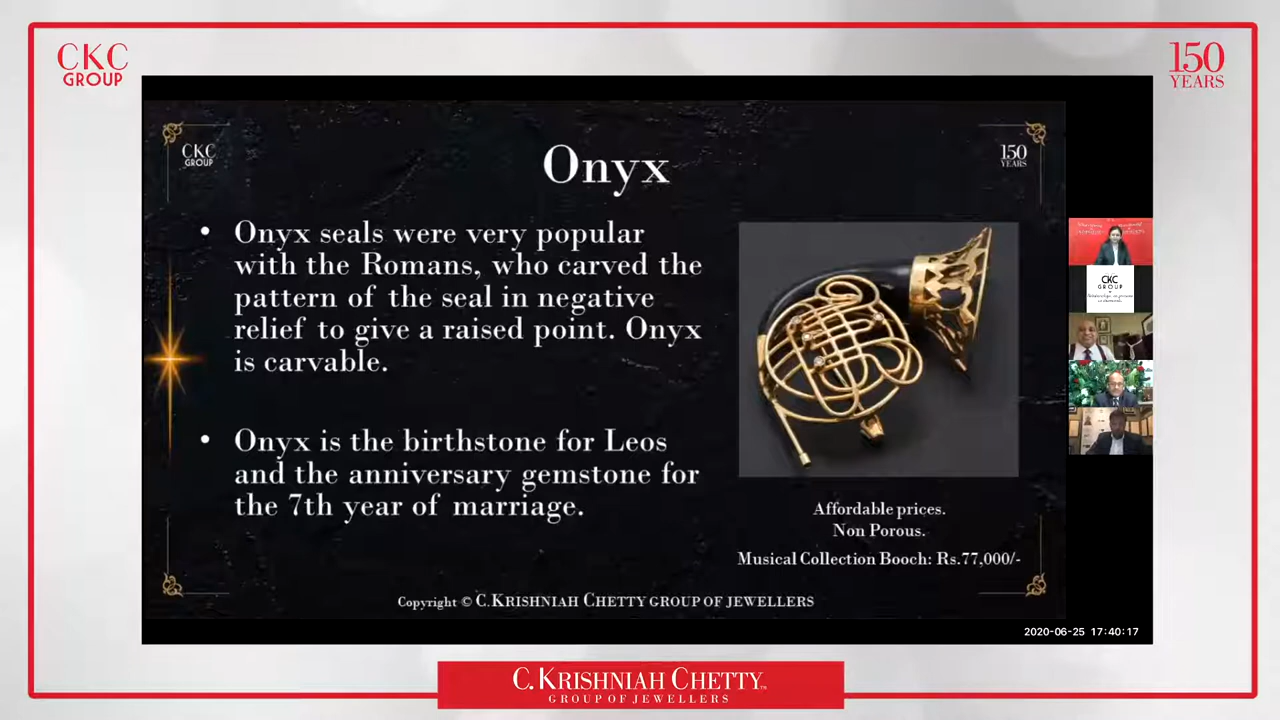 CKC
GROUP
150
YEARS
CKC
GROUP
150
YEARS
Onyx
• Onyx seals were very popular
with the Romans, who carved the
pattern of the seal in negative
relief to give a raised point. Onyx
is carvable.
• Onyx is the birthstone for Leos
and the anniversary gemstone for
the 7th year of marriage.
Affordable prices.
Non Porous.
Musical Collection Booch: Rs.77,000/-
Copyright © C.KRISHNIAH CHETTY GROUP OF JEWELLERS
CKC
GROUP
2020-06-25 17:40:17
C.KRISHNIAH CHETTY™
GROUP OF JEWELLERS